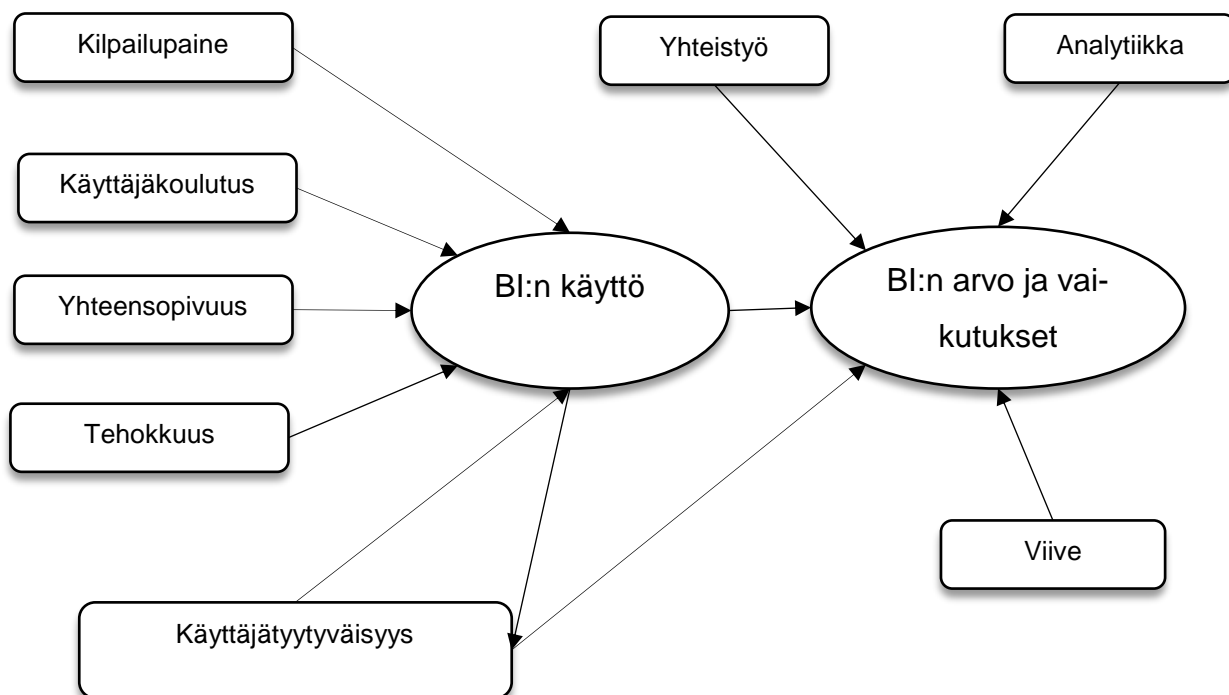 Kilpailupaine
Yhteistyö
Analytiikka
Käyttäjäkoulutus
BI:n käyttö
BI:n arvo ja vai-
kutukset
Yhteensopivuus
Tehokkuus
Viive
Käyttäjätyytyväisyys